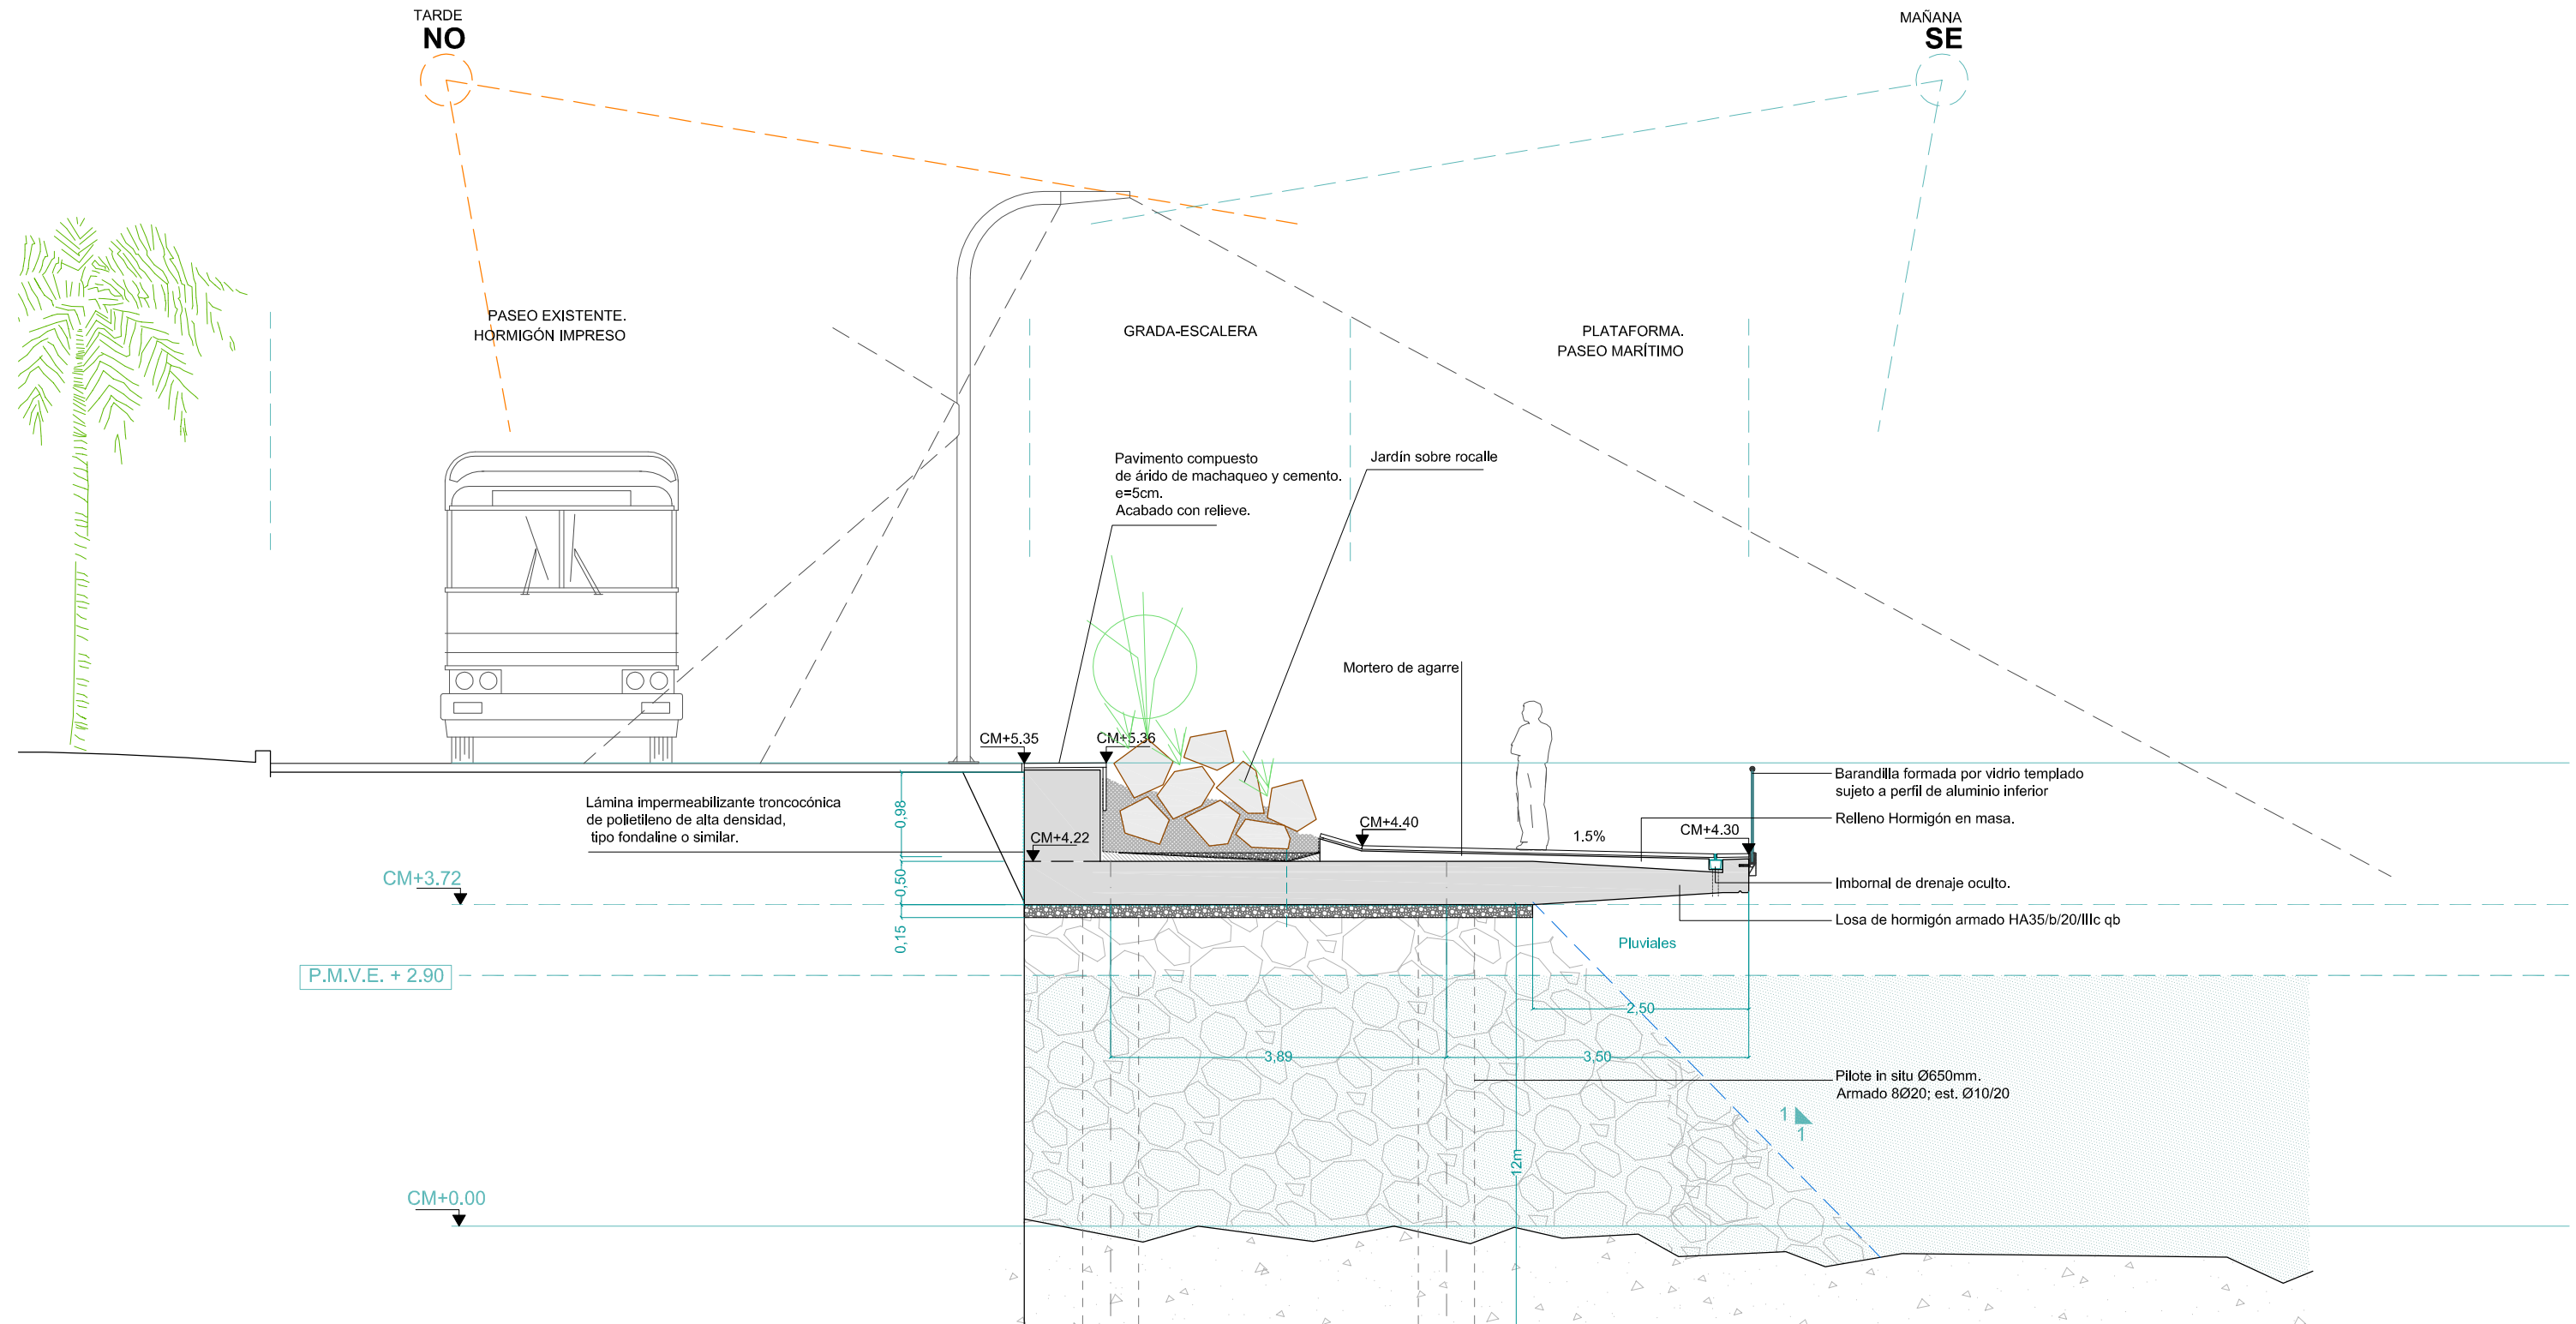 TARDE
NO
MAÑANA
SE
PASEO EXISTENTE.
HORMIGÓN IMPRESO
GRADA-ESCALERA
PLATAFORMA.
PASEO MARÍTIMO
Pavimento compuesto
de árido de machaqueo y cemento.
e=5cm.
Acabado con relieve.
Jardín sobre rocalle
Mortero de agarre
CM+5.35
CM+5.36
Lámina impermeabilizante troncocónica
de polietileno de alta densidad,
tipo fondaline o similar.
0,98
CM+4.22
CM+4.40
1.5%
CM+4.30
Barandilla formada por vidrio templado
sujeto a perfil de aluminio inferior
Relleno Hormigón en masa.
CM+3.72
0,50
Imbornal de drenaje oculto.
Losa de hormigón armado HA35/b/20/IIIc qb
0,15
Pluviales
P.M.V.E. + 2.90
2,50
3,89
3,50
Pilote in situ Ø650mm.
Armado 8Ø20; est. Ø10/20
1
1
12m
CM+0.00